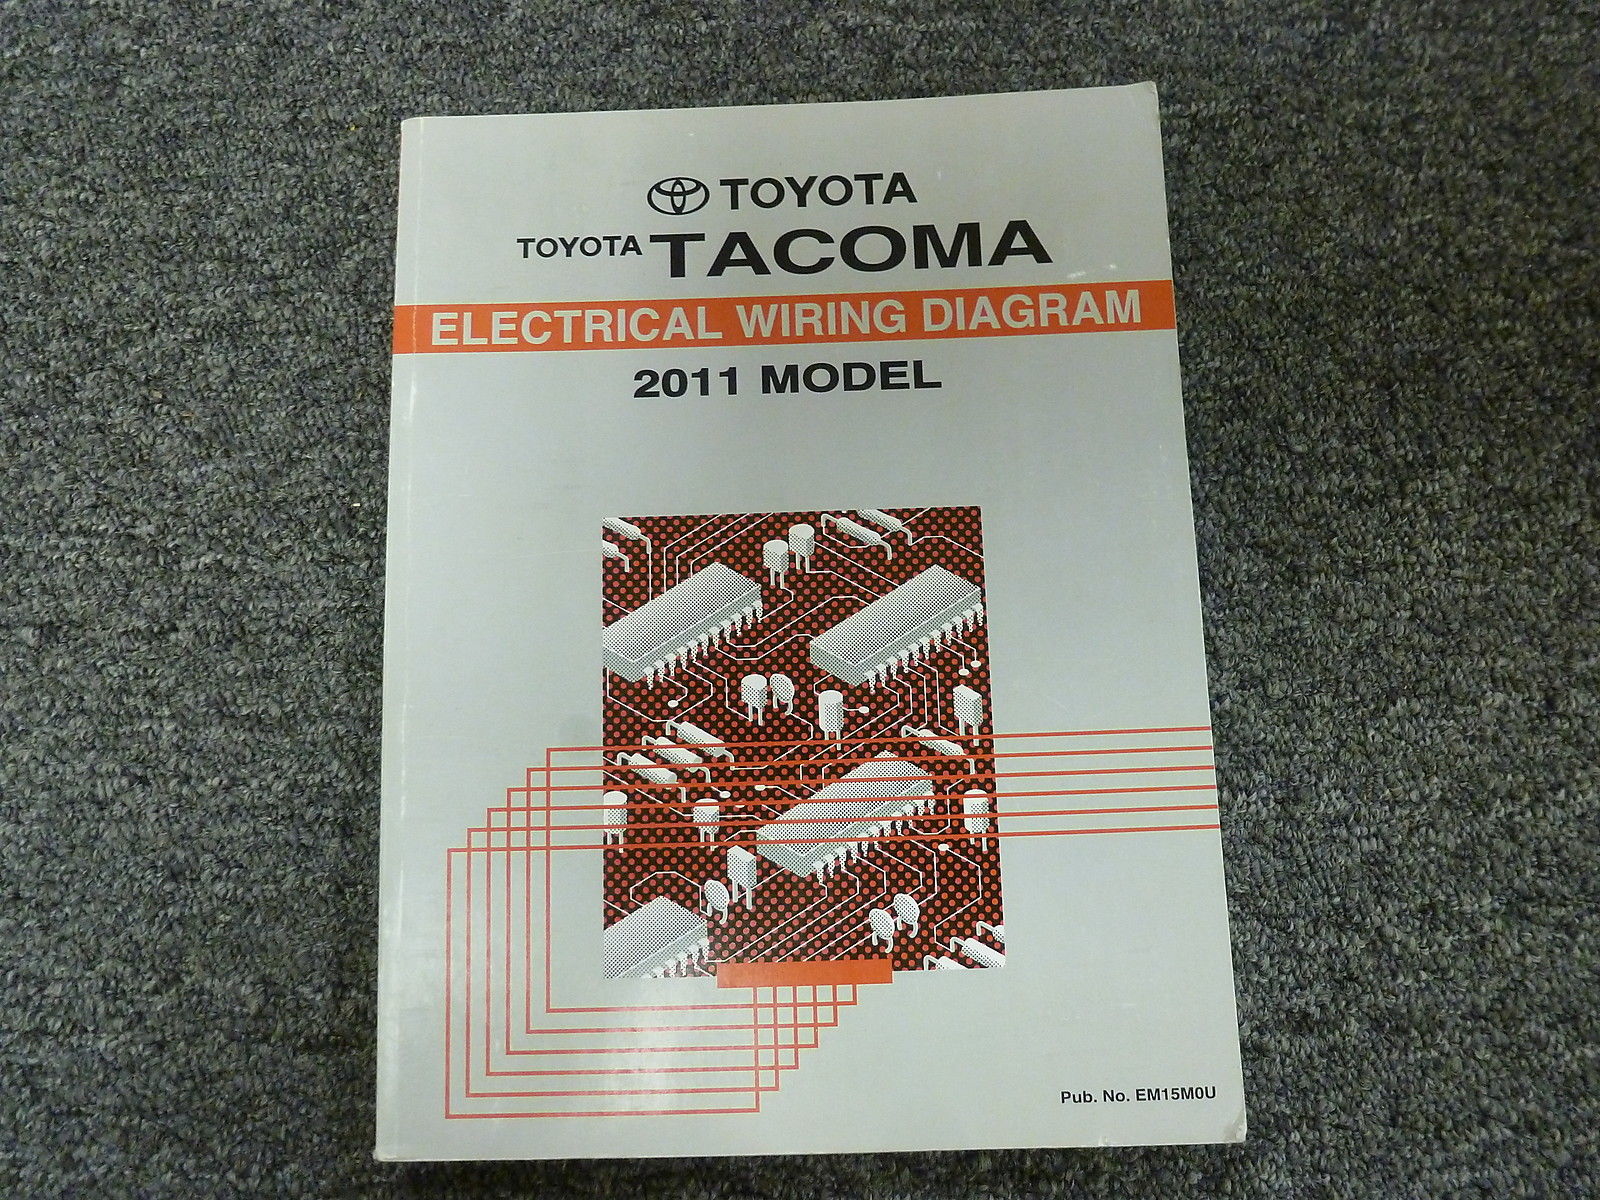 TOYOTA
TOYOTA TACOMA
ELECTRICAL WIRING DIAGRAM
2011 MODEL
Pub. No. EM15M0U